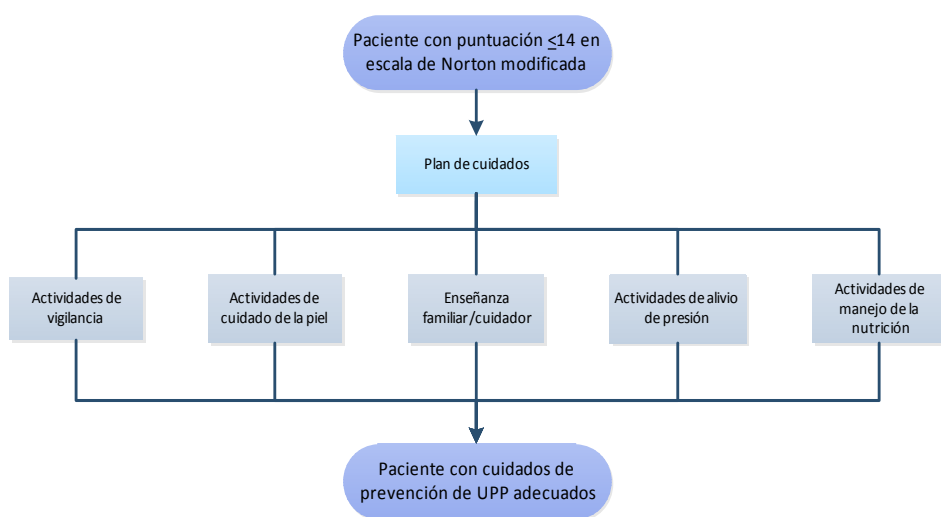 Paciente con puntuación ≤14 en
escala de Norton modificada
Plan de cuidados
Actividades de
vigilancia
Actividades de
cuidado de la piel
Enseñanza
familiar/cuidador
Actividades de alivio
de presión
Actividades de
manejo de la
nutrición
Paciente con cuidados de
prevención de UPP adecuados